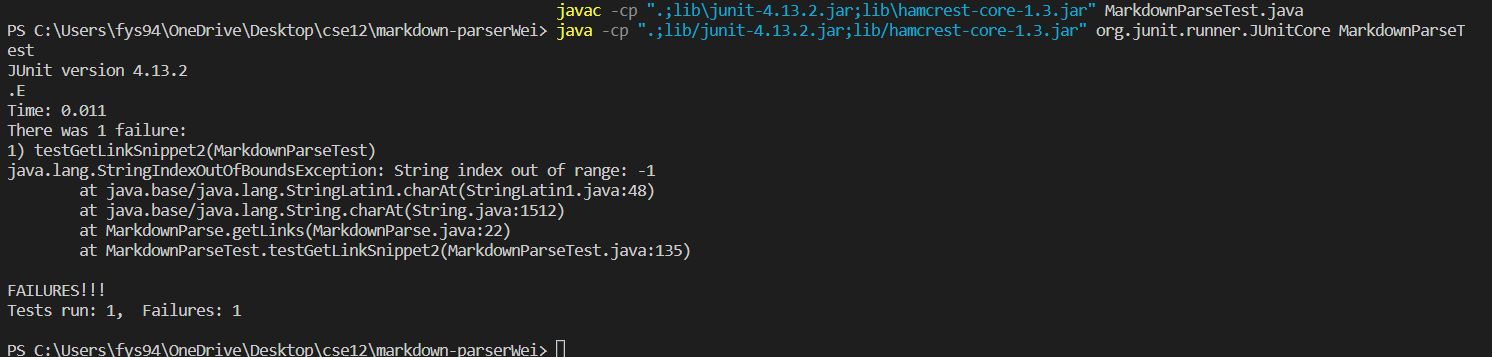 javac -cp ".;lib\junit-4.13.2.jar;lib\hamcrest-core-1.3.jar" MarkdownParseTest.java
PS C:\Users\fys94\OneDrive\Desktop\cse12\markdown-parserWei> java -cp ".;lib/junit-4.13.2.jar;lib/hamcrest-core-1.3.jar" org.junit.runner.JUnitCore MarkdownParseT
est
JUnit version 4.13.2
.E
Time: 0.011
There was 1 failure:
1) testGetLinkSnippet2(MarkdownParseTest)
java.lang.StringIndexOutOfBoundsException: String index out of range: -1
        at java.base/java.lang.StringLatin1.charAt(StringLatin1.java:48)
        at java.base/java.lang.String.charAt(String.java:1512)
        at MarkdownParse.getLinks(MarkdownParse.java:22)
        at MarkdownParseTest.testGetLinkSnippet2(MarkdownParseTest.java:135)
FAILURES!!!
Tests run: 1,  Failures: 1
PS C:\Users\fys94\OneDrive\Desktop\cse12\markdown-parserWei>